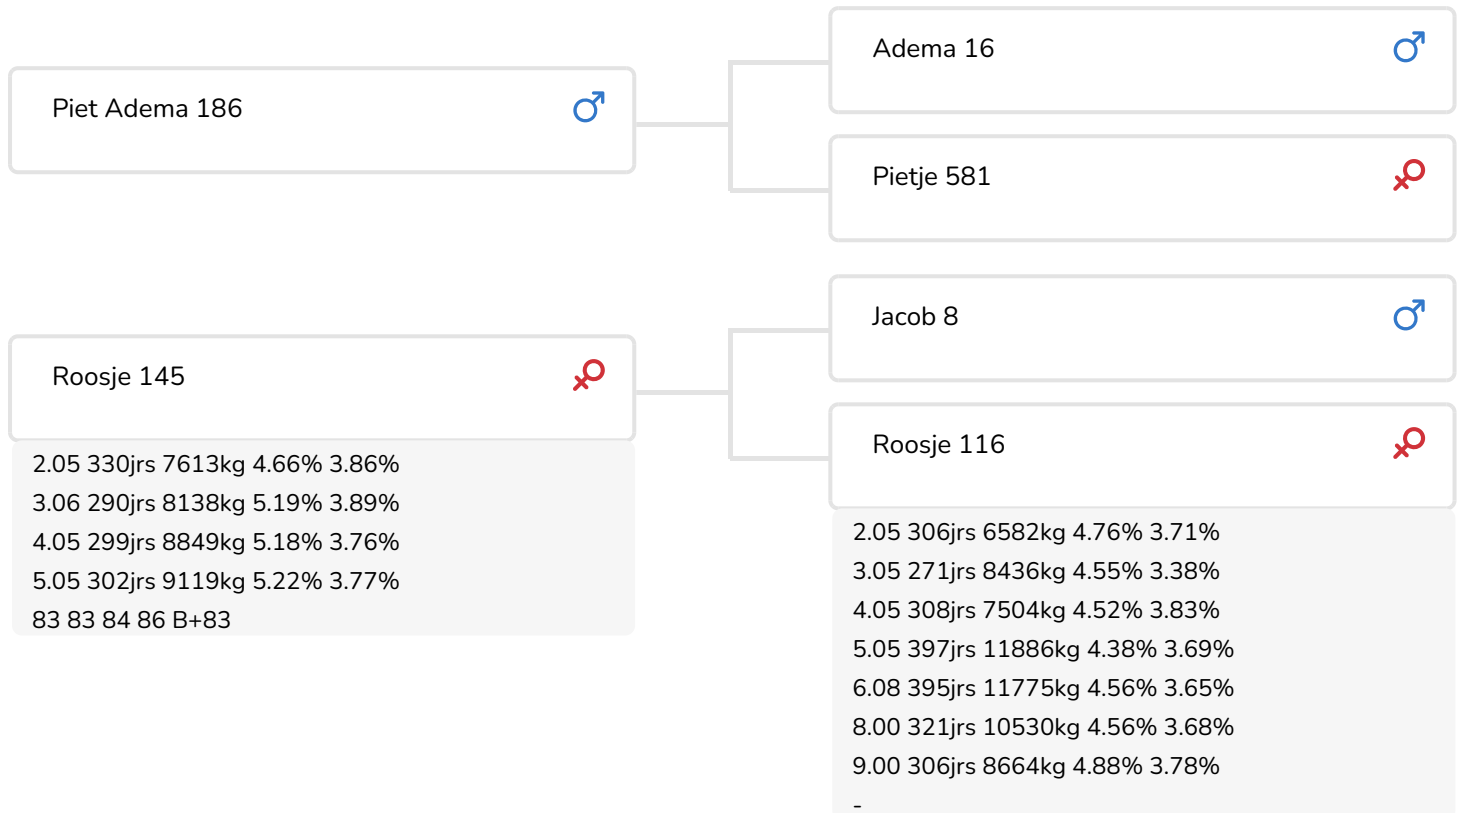 Piet Adema 186
Adema 16
Pietje 581
Roosje 145
2.05 330jrs 7613kg 4.66% 3.86%
3.06 290jrs 8138kg 5.19% 3.89%
4.05 299jrs 8849kg 5.18% 3.76%
5.05 302jrs 9119kg 5.22% 3.77%
83 83 84 86 B+83
Jacob 8
Roosje 116
2.05 306jrs 6582kg 4.76% 3.71%
3.05 271jrs 8436kg 4.55% 3.38%
4.05 308jrs 7504kg 4.52% 3.83%
5.05 397jrs 11886kg 4.38% 3.69%
6.08 395jrs 11775kg 4.56% 3.65%
8.00 321jrs 10530kg 4.56% 3.68%
9.00 306jrs 8664kg 4.88% 3.78%
-